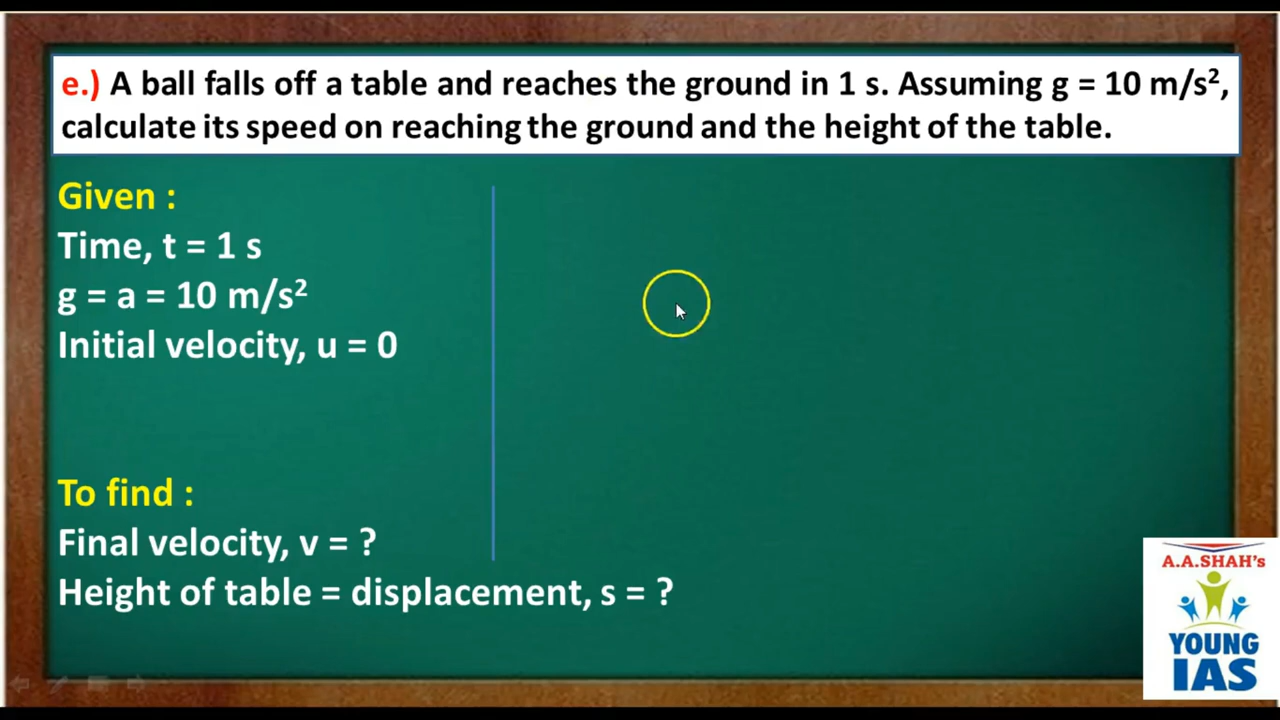 e.) A ball falls off a table and reaches the ground in 1 s. Assuming g = 10 m/s²,
calculate its speed on reaching the ground and the height of the table.
Given :
Time, t = 1 s
g = a = 10 m/s²
Initial velocity, u = 0
To find :
Final velocity, v = ?
Height of table = displacement, s = ?
A.A.SHAH's
YOUNG
IAS